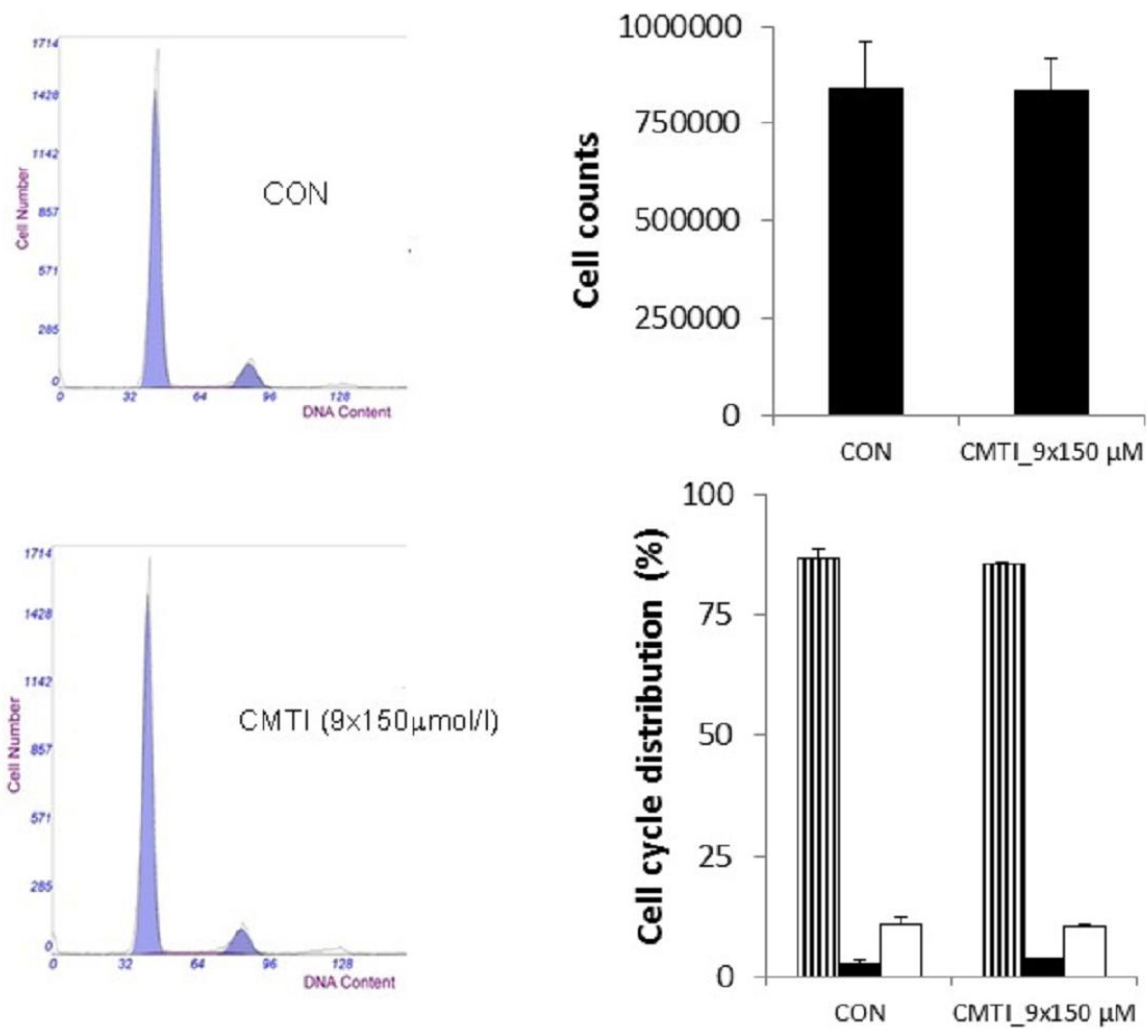 1714
1428
1142
857
571
285
0
Cell Number
CON
0 32 64 96 128
DNA Content
1000000
750000
500000
250000
0
Cell counts
CON CMTI_9x150 µM
1714
1428
1142
857
571
285
0
Cell Number
CMTI (9x150µmol/l)
0 32 64 96 128
DNA Content
100
75
50
25
0
Cell cycle distribution (%)
CON CMTI_9x150 µM